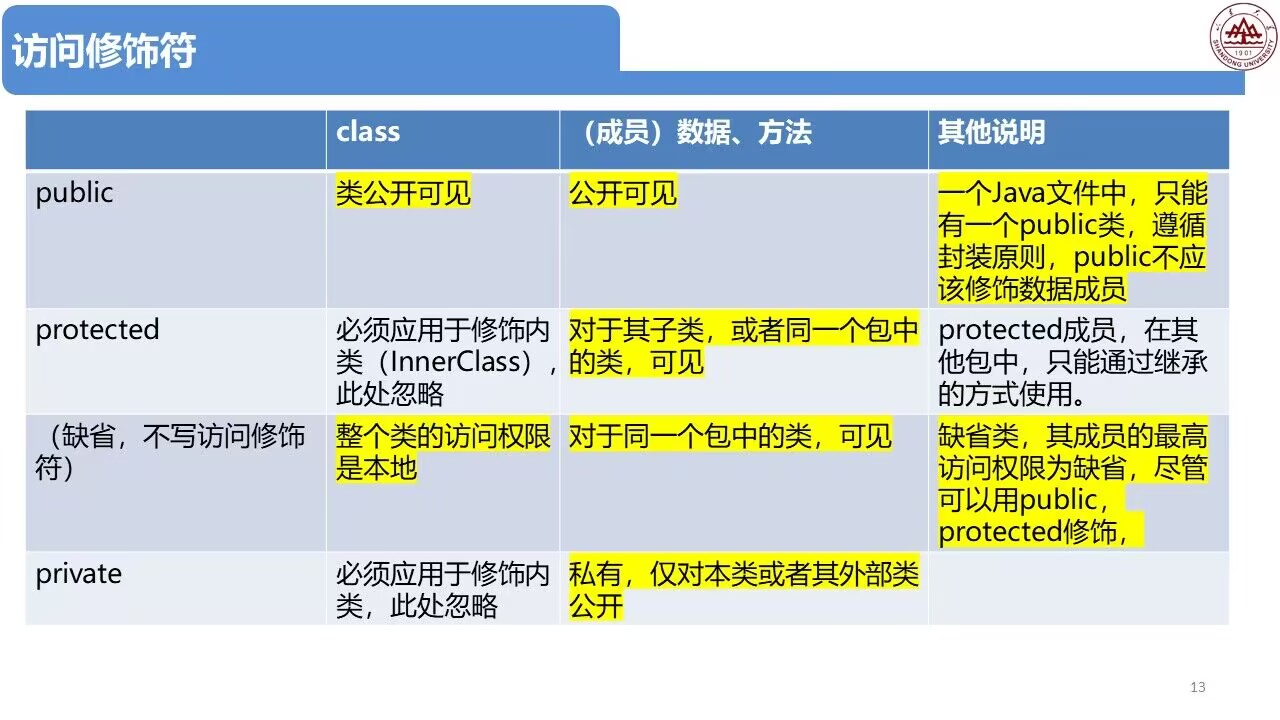 访问修饰符
SHANDONG UNIVERSITY
1901
class
（成员）数据、方法
其他说明
public
类公开可见
公开可见
一个Java文件中，只能
有一个public类，遵循
封装原则，public不应
该修饰数据成员
protected
必须应用于修饰内
类（InnerClass），
此处忽略
对于其子类，或者同一个包中
的类，可见
protected成员，在其
他包中，只能通过继承
的方式使用。
（缺省，不写访问修饰
符）
整个类的访问权限
是本地
对于同一个包中的类，可见
缺省类，其成员的最高
访问权限为缺省，尽管
可以用public，
protected修饰，
private
必须应用于修饰内
类，此处忽略
私有，仅对本类或者其外部类
公开
13